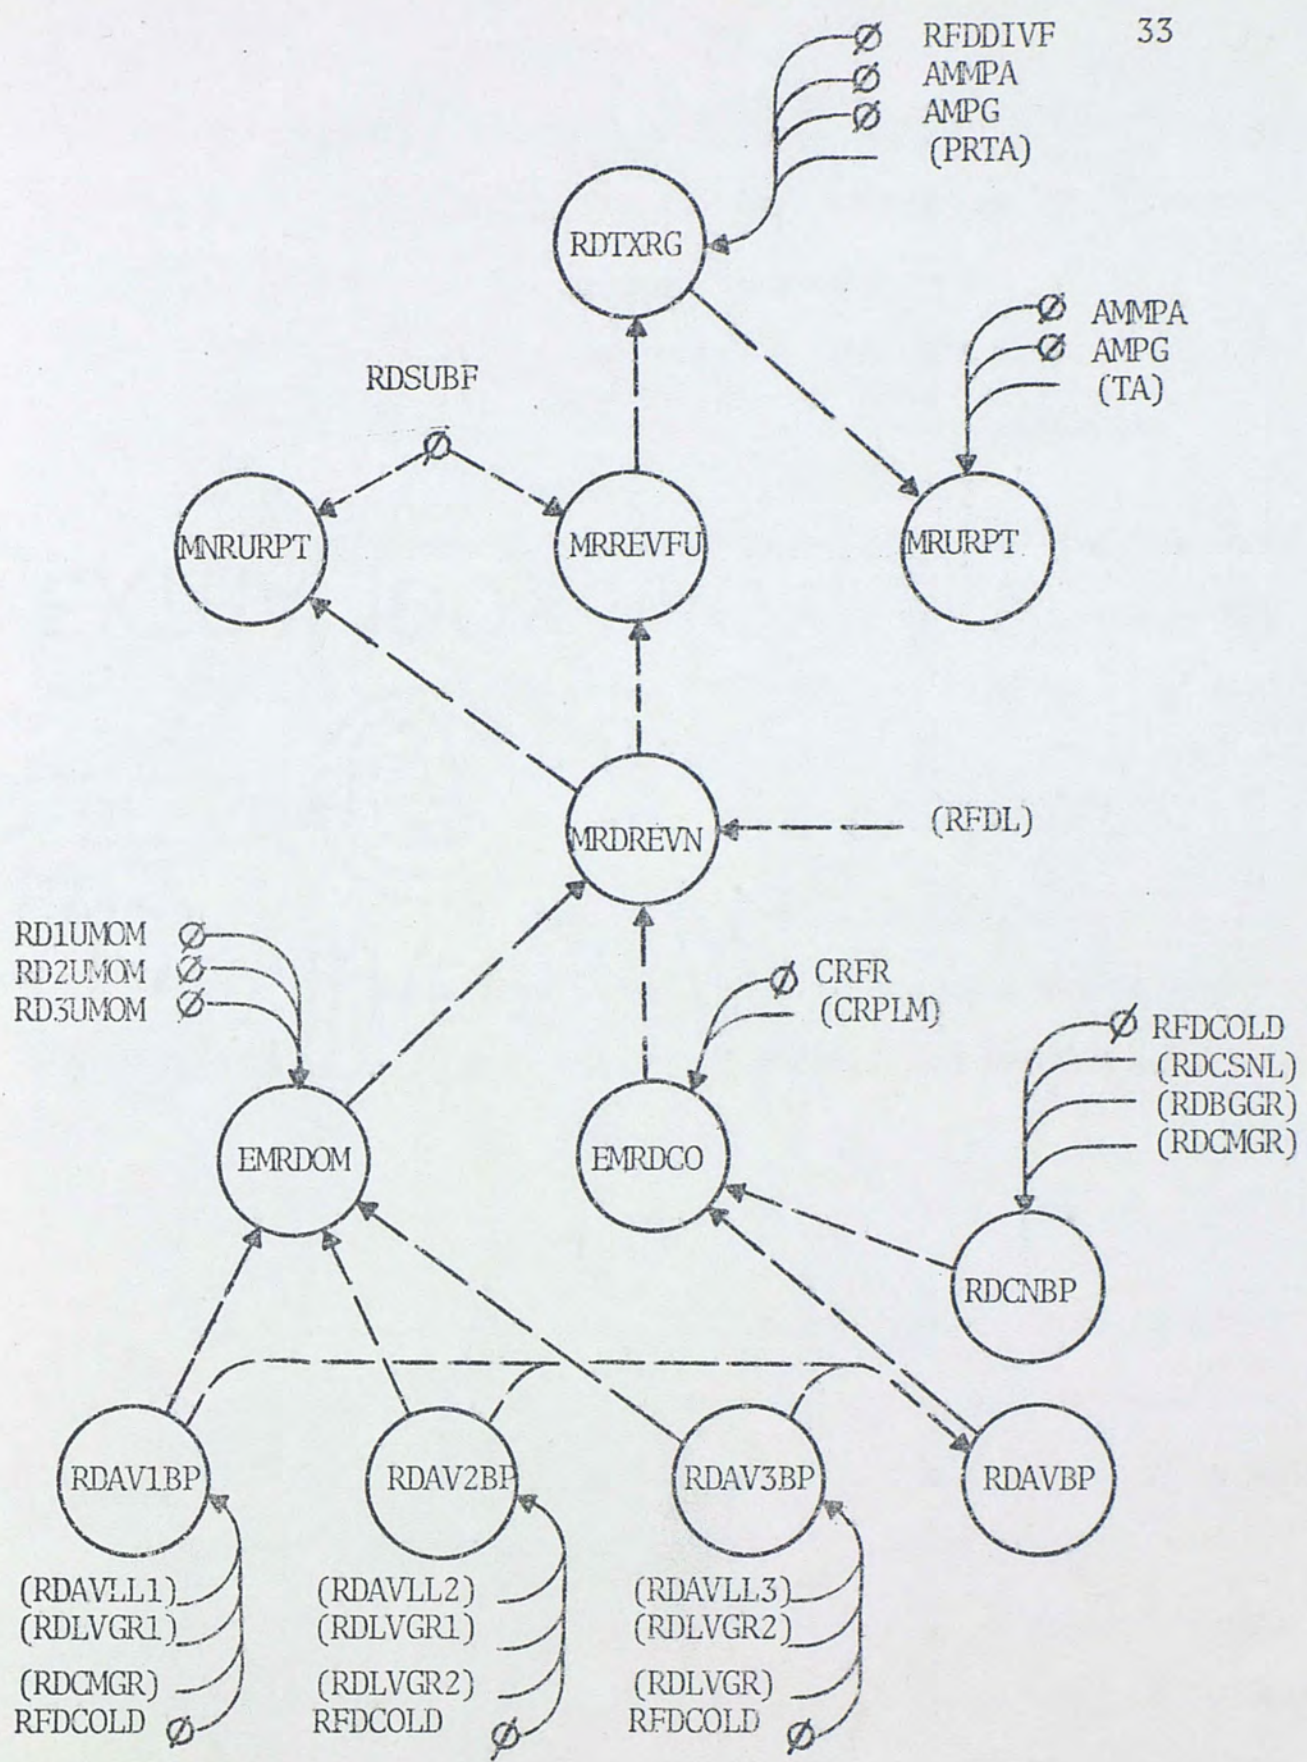 33
RFDDIVF
AMMPA
AMPG
(PRTA)
RDTXRG
AMMPA
AMPG
(TA)
RDSUBF
MNRURPT
MRREVFU
MRURPT
MRDREVN
(RFDL)
RD1UMOM
RD2UMOM
RD3UMOM
CRFR
(CRPLM)
RFDCOLD
(RDCSNL)
(RDBGGR)
(RDCMGR)
EMRDOM
EMRDCO
RDCNBP
RDAV1BP
RDAV2BP
RDAV3BP
RDAVBP
(RDAVLL1)
(RDLVGR1)
(RDCMGR)
RFDCOLD
(RDAVLL2)
(RDLVGR1)
(RDLVGR2)
RFDCOLD
(RDAVLL3)
(RDLVGR2)
(RDLVGR)
RFDCOLD